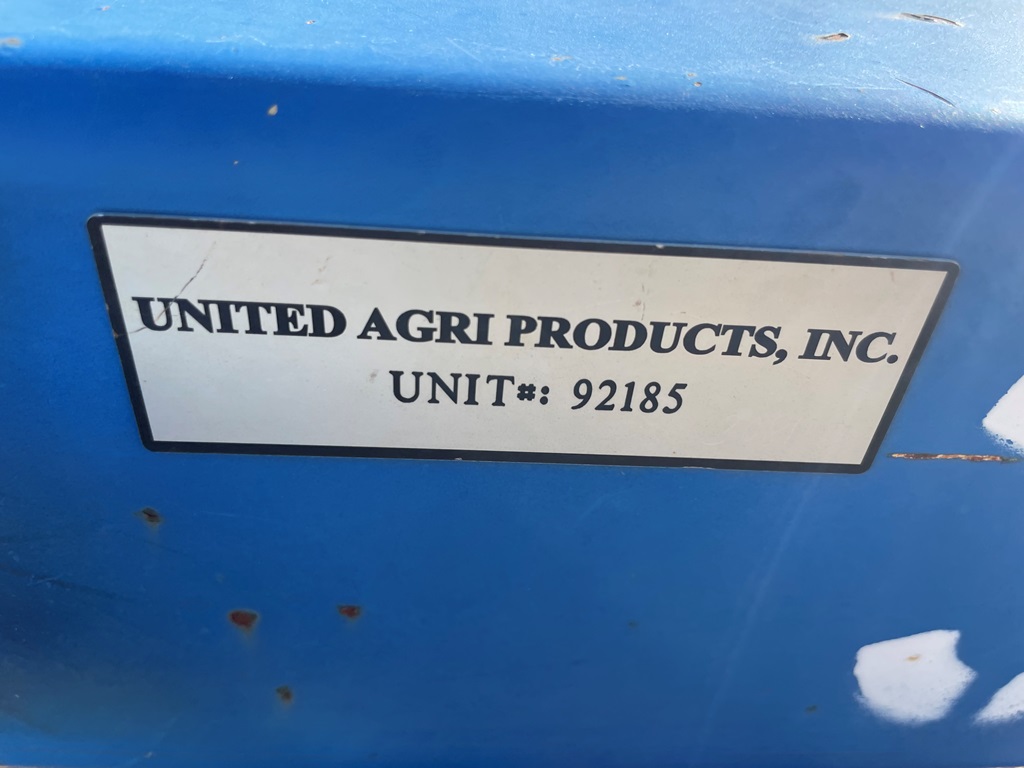 UNITED AGRI PRODUCTS, INC.
UNIT#: 92185